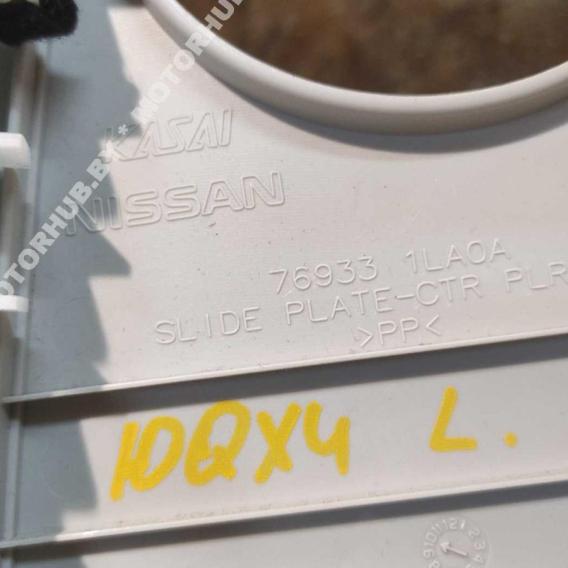 KASAI
NISSAN
76933 1LA0A
SLIDE PLATE-CTR PLR
>PP<
10QX4 L.